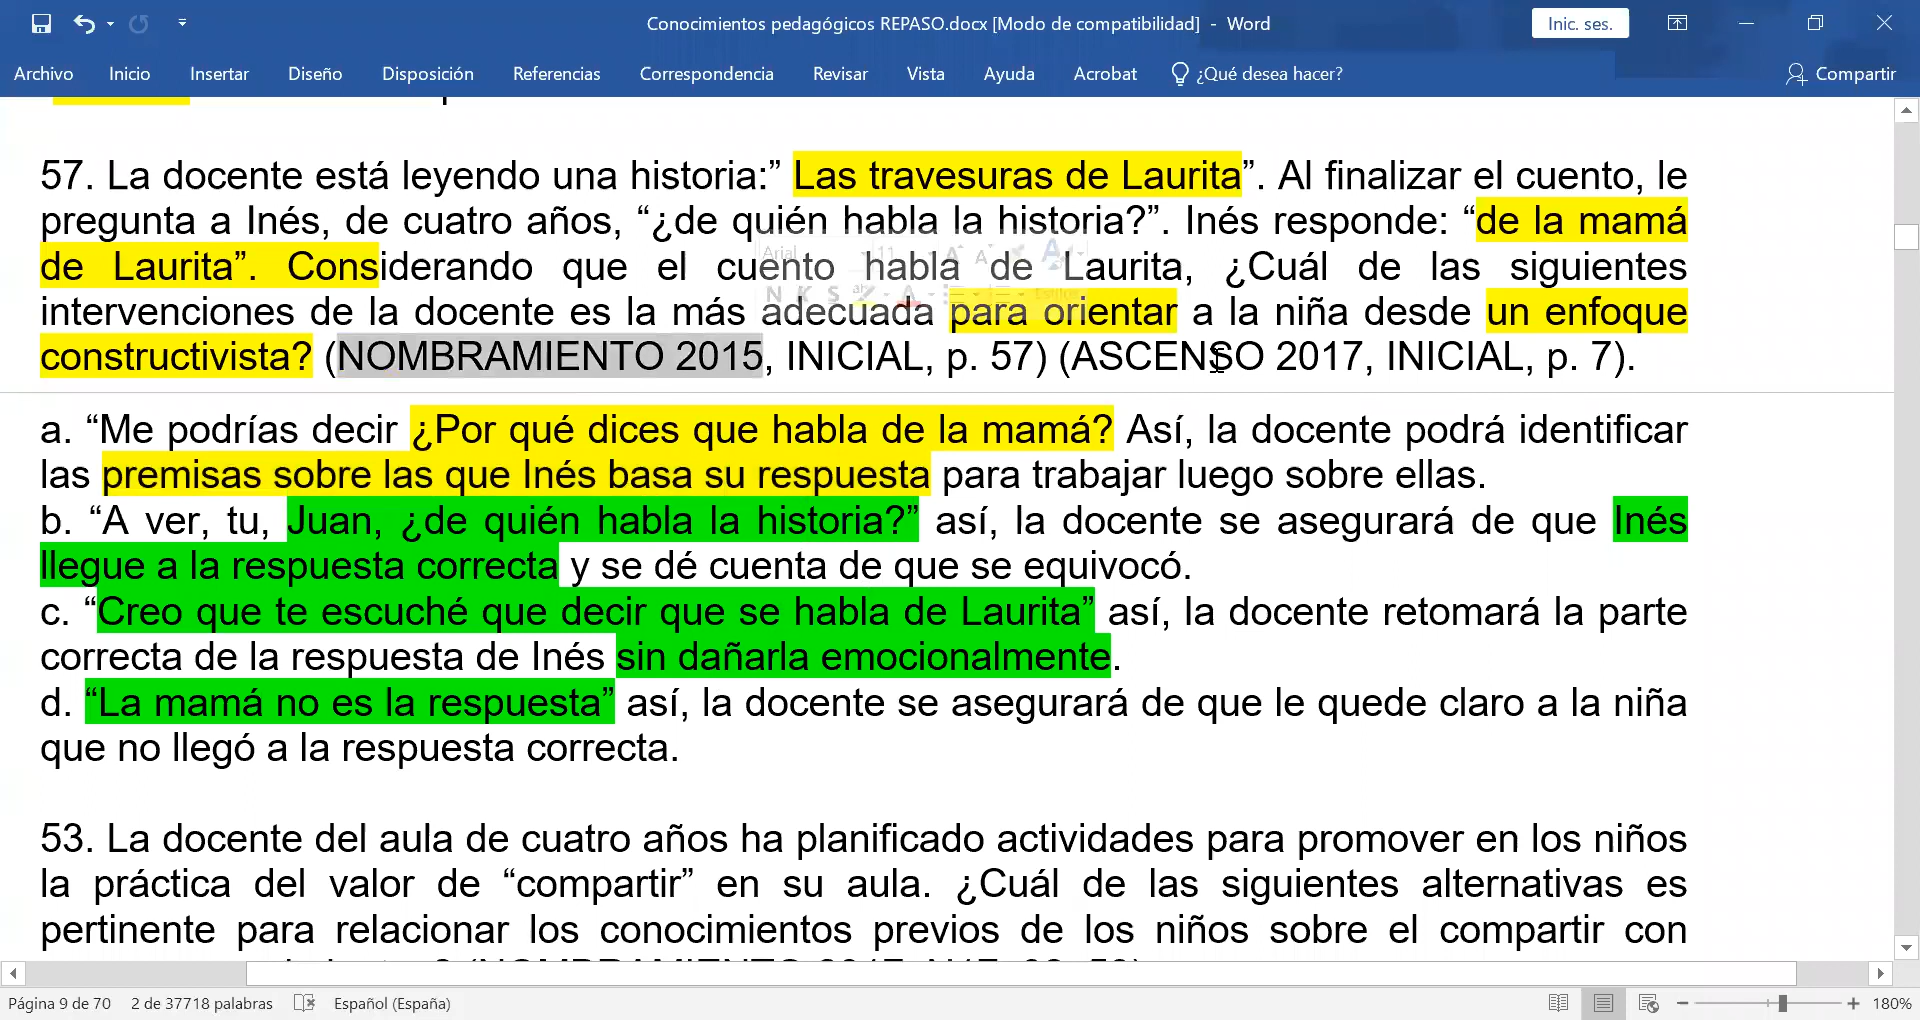 Conocimientos pedagógicos REPASO.docx [Modo de compatibilidad] - Word
Inic. ses.
Archivo Inicio Insertar Diseño Disposición Referencias Correspondencia Revisar Vista Ayuda Acrobat ¿Qué desea hacer? Compartir
57. La docente está leyendo una historia:” Las travesuras de Laurita”. Al finalizar el cuento, le
pregunta a Inés, de cuatro años, “¿de quién habla la historia?”. Inés responde: “de la mamá
de Laurita”. Considerando que el cuento habla de Laurita, ¿Cuál de las siguientes
intervenciones de la docente es la más adecuada para orientar a la niña desde un enfoque
constructivista? (NOMBRAMIENTO 2015, INICIAL, p. 57) (ASCENSO 2017, INICIAL, p. 7).
Arial 11
N K S
a. “Me podrías decir ¿Por qué dices que habla de la mamá? Así, la docente podrá identificar
las premisas sobre las que Inés basa su respuesta para trabajar luego sobre ellas.
b. “A ver, tu, Juan, ¿de quién habla la historia?” así, la docente se asegurará de que Inés
llegue a la respuesta correcta y se dé cuenta de que se equivocó.
c. “Creo que te escuché que decir que se habla de Laurita” así, la docente retomará la parte
correcta de la respuesta de Inés sin dañarla emocionalmente.
d. “La mamá no es la respuesta” así, la docente se asegurará de que le quede claro a la niña
que no llegó a la respuesta correcta.
53. La docente del aula de cuatro años ha planificado actividades para promover en los niños
la práctica del valor de “compartir” en su aula. ¿Cuál de las siguientes alternativas es
pertinente para relacionar los conocimientos previos de los niños sobre el compartir con
Página 9 de 70 2 de 37718 palabras Español (España) 180%